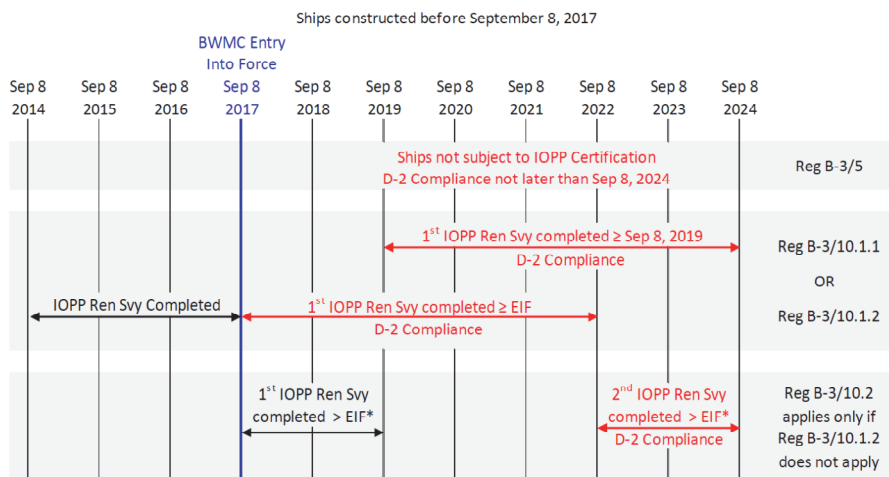 Ships constructed before September 8, 2017
BWMC Entry
Into Force
Sep 8 Sep 8 Sep 8 Sep 8 Sep 8 Sep 8 Sep 8 Sep 8 Sep 8 Sep 8 Sep 8
2014 2015 2016 2017 2018 2019 2020 2021 2022 2023 2024
Ships not subject to IOPP Certification
D-2 Compliance not later than Sep 8, 2024
Reg B-3/5
1st IOPP Ren Svy completed ≥ Sep 8, 2019
D-2 Compliance
Reg B-3/10.1.1
OR
IOPP Ren Svy Completed
1st IOPP Ren Svy completed ≥ EIF
D-2 Compliance
Reg B-3/10.1.2
1st IOPP Ren Svy
completed > EIF*
2nd IOPP Ren Svy
completed > EIF*
D-2 Compliance
Reg B-3/10.2
applies only if
Reg B-3/10.1.2
does not apply